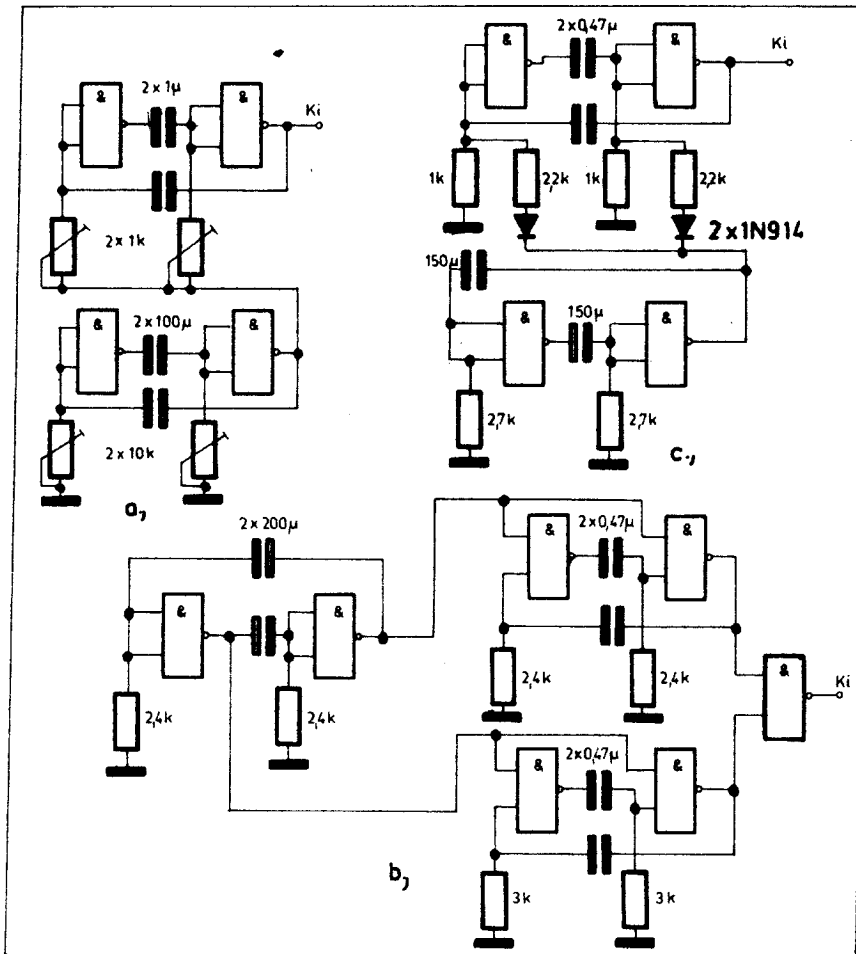 &
2 x 1µ
&
Ki
2 x 1k
&
2 x 100µ
&
2 x 10k
a,
&
2 x 0,47µ
&
Ki
1k
2,2k
1k
2,2k
2 x 1N914
150µ
&
150µ
&
2,7k
2,7k
c.,
2 x 200µ
&
&
2,4k
2,4k
&
2 x 0,47µ
&
2,4k
2,4k
&
Ki
&
2x0,47µ
&
3k
3k
b,